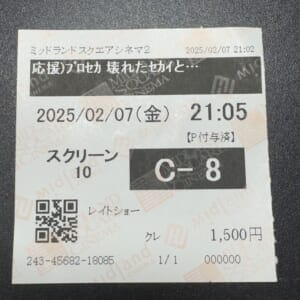 ミッドランドスクエアシネマ2 2025/02/07 21:02
応援)プロセカ 壊れたセカイと…
2025/02/07(金) 21:05
【P付与済】
スクリーン
10
C- 8
レイトショー
クレ 1,500円
243-45682-18085 1/1 000000